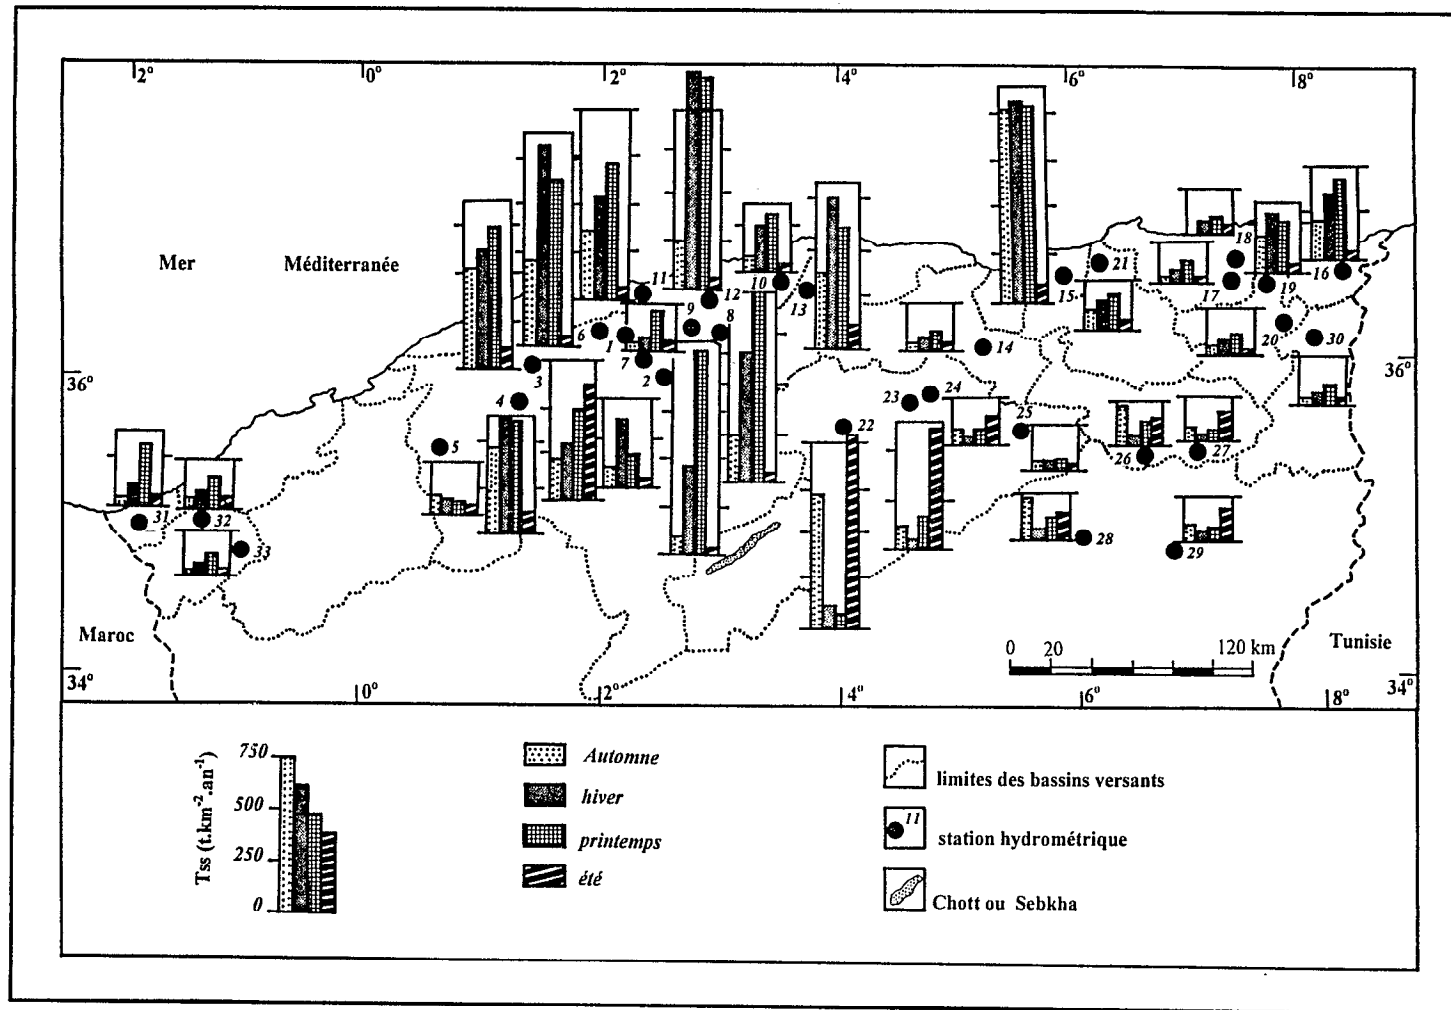 2° 0° 2° 4° 6° 8°
Mer Méditerranée
18
11 10 21 16
12 15 17 19
9 8 13
6 1 20 30
7 14
36° 3 2 36°
4 23 24
5 22 25
26 27
31 32
33 28
29
Maroc Tunisie
0 20 120 km
34° 34°
0° 2° 4° 6° 8°
Tss (t.km-2.an-1)
750
500
250
0
Automne
hiver
printemps
été
limites des bassins versants
11
station hydrométrique
Chott ou Sebkha